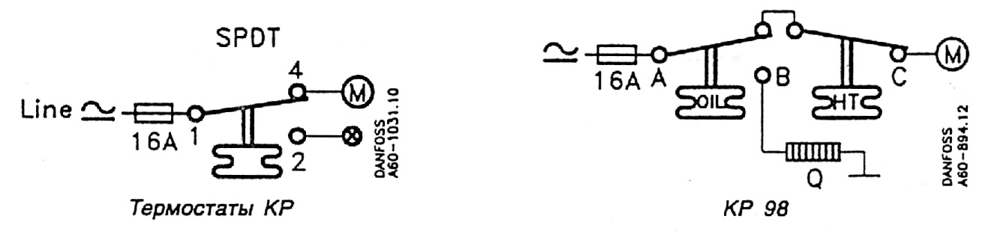 SPDT
Line
16A
1
4
M
2
DANFOSS
A60-1031.10
Термостаты KP
16A
A
OIL
B
HT
C
M
Q
DANFOSS
A60-894.12
KP 98